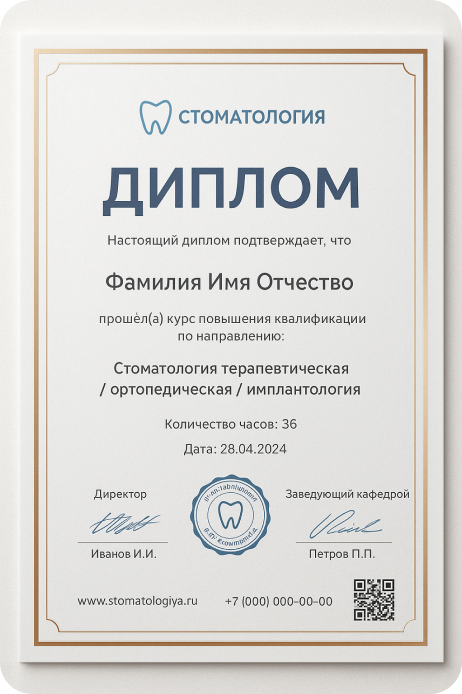 СТОМАТОЛОГИЯ
ДИПЛОМ
Настоящий диплом подтверждает, что
Фамилия Имя Отчество
прошѐл(а) курс повышения квалификации
по направлению:
Стоматология терапевтическая
/ ортопедическая / имплантология
Количество часов: 36
Дата: 28.04.2024
Директор
Заведующий кафедрой
Иванов И.И.
Петров П.П.
www.stomatologiya.ru
+7 (000) 000-00-00